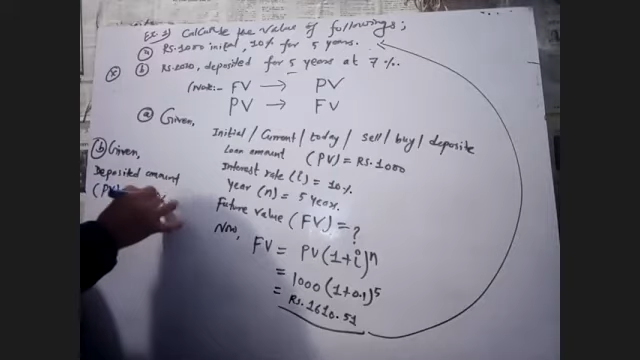 Ex. 1) Calculate the value of followings;
(a) Rs. 1000 initial, 10% for 5 years.
(b) Rs. 2000, deposited for 5 years at 7%.
(Note:- FV → PV
PV → FV
(a) Given,
Initial / Current / today / sell / buy / deposite
Loan amount (PV) = Rs. 1000
Interest rate (i) = 10%
year (n) = 5 years.
Future value (FV) = ?
Now,
FV = PV(1+i)^n
= 1000 (1+0.1)^5
= Rs. 1610.51
(b) Given,
Deposited amount
(PV)